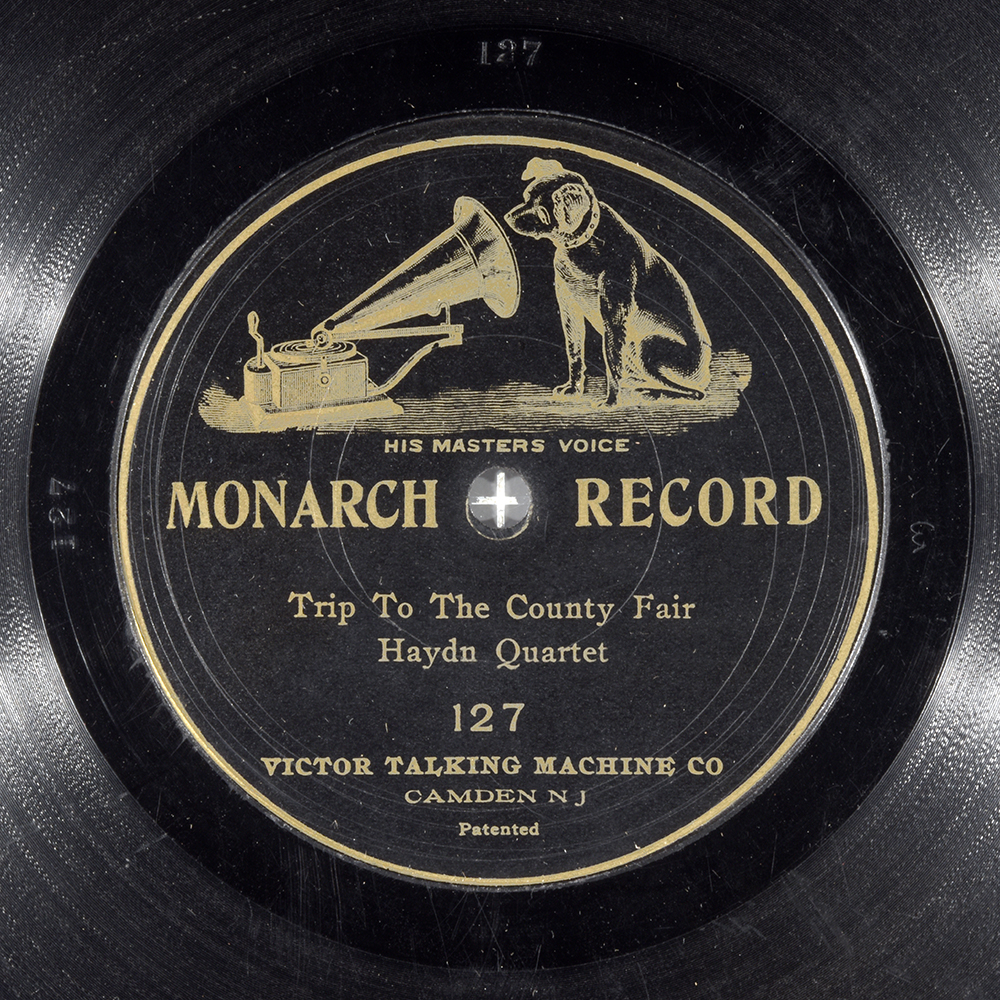 127
HIS MASTERS VOICE
MONARCH RECORD
127
Trip To The County Fair
Haydn Quartet
127
VICTOR TALKING MACHINE CO
CAMDEN N J
Patented